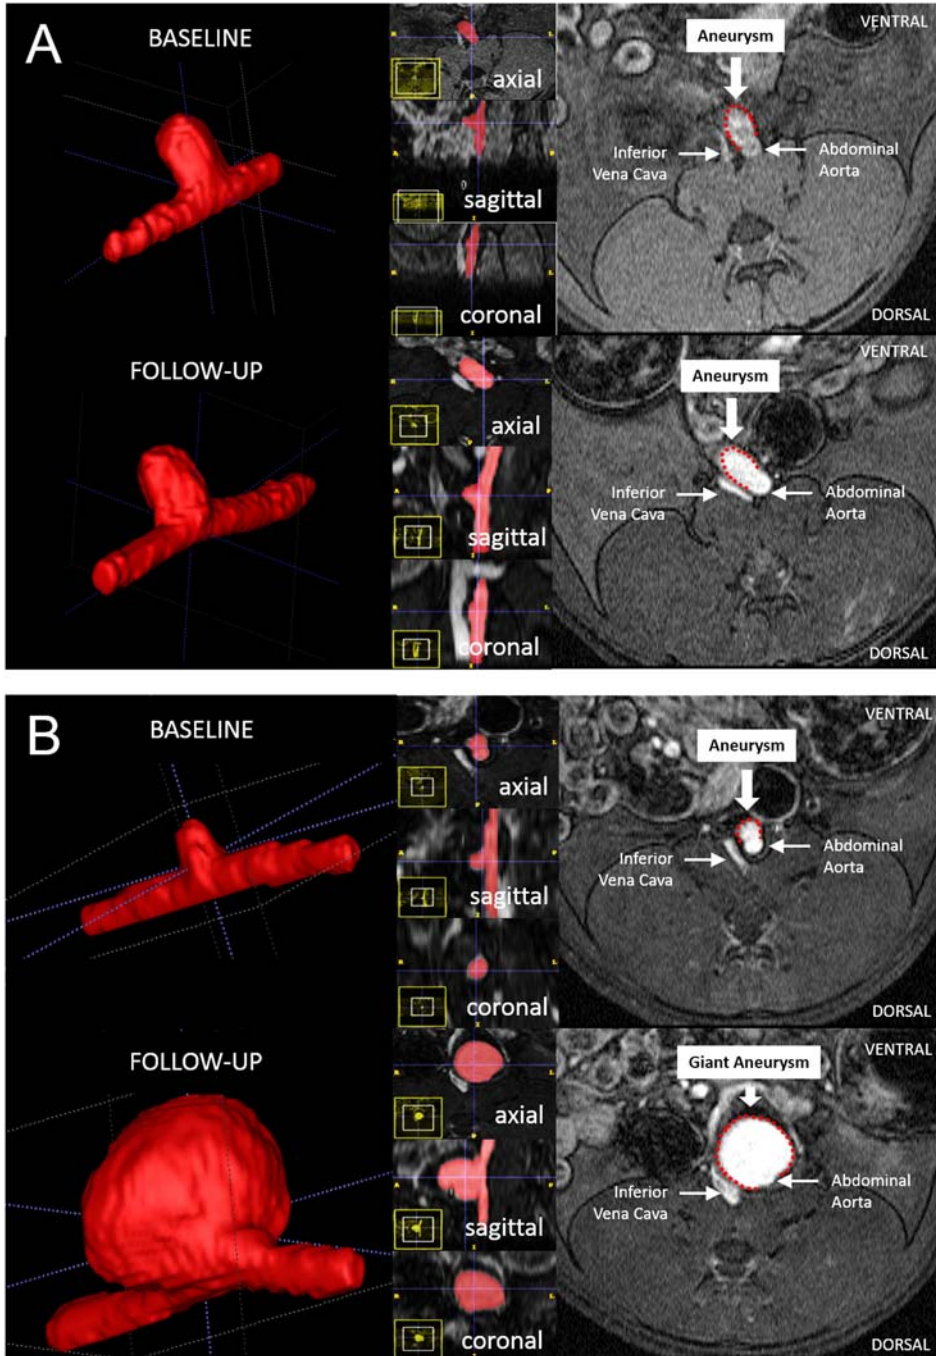 A
BASELINE
axial
sagittal
coronal
VENTRAL
Aneurysm
Inferior
Vena Cava
Abdominal
Aorta
DORSAL
FOLLOW-UP
axial
sagittal
coronal
VENTRAL
Aneurysm
Inferior
Vena Cava
Abdominal
Aorta
DORSAL
B
BASELINE
axial
sagittal
coronal
VENTRAL
Aneurysm
Inferior
Vena Cava
Abdominal
Aorta
DORSAL
FOLLOW-UP
axial
sagittal
coronal
VENTRAL
Giant Aneurysm
Inferior
Vena Cava
Abdominal
Aorta
DORSAL